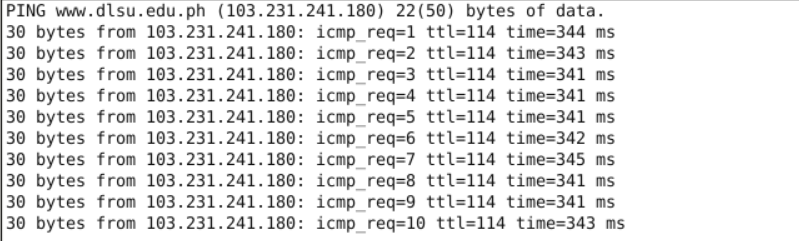 PING www.dlsu.edu.ph (103.231.241.180) 22(50) bytes of data.
30 bytes from 103.231.241.180: icmp_req=1 ttl=114 time=344 ms
30 bytes from 103.231.241.180: icmp_req=2 ttl=114 time=343 ms
30 bytes from 103.231.241.180: icmp_req=3 ttl=114 time=341 ms
30 bytes from 103.231.241.180: icmp_req=4 ttl=114 time=341 ms
30 bytes from 103.231.241.180: icmp_req=5 ttl=114 time=341 ms
30 bytes from 103.231.241.180: icmp_req=6 ttl=114 time=342 ms
30 bytes from 103.231.241.180: icmp_req=7 ttl=114 time=345 ms
30 bytes from 103.231.241.180: icmp_req=8 ttl=114 time=341 ms
30 bytes from 103.231.241.180: icmp_req=9 ttl=114 time=341 ms
30 bytes from 103.231.241.180: icmp_req=10 ttl=114 time=343 ms